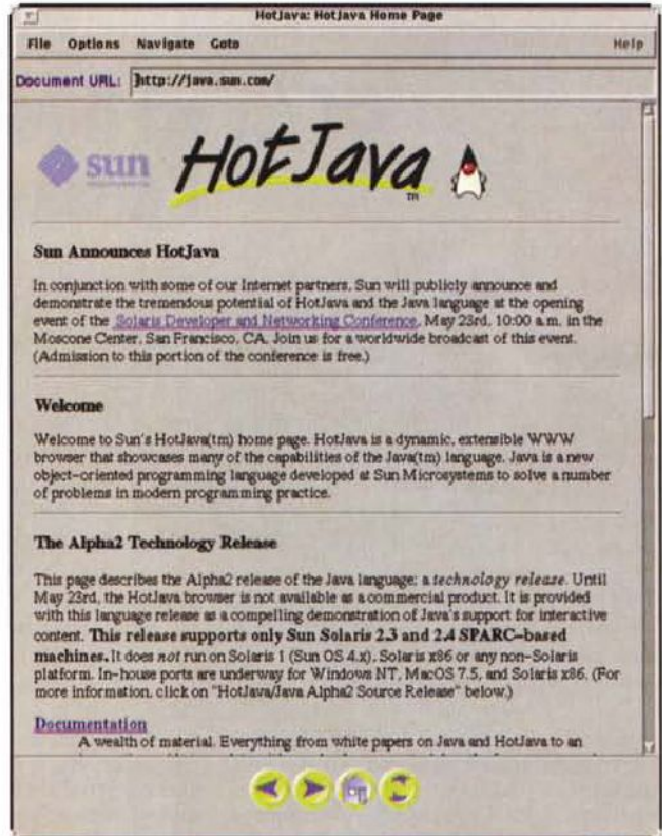 HotJava: HotJava Home Page
File Options Navigate Goto Help
Document URL: http://java.sun.com/
sun HotJava TM
Sun Announces HotJava
In conjunction with some of our Internet partners, Sun will publicly announce and
demonstrate the tremendous potential of HotJava and the Java language at the opening
event of the Solaris Developer and Networking Conference, May 23rd, 10:00 a.m. in the
Moscone Center, San Francisco, CA. Join us for a worldwide broadcast of this event.
(Admission to this portion of the conference is free.)
Welcome
Welcome to Sun's HotJava(tm) home page. HotJava is a dynamic, extensible WWW
browser that showcases many of the capabilities of the Java(tm) language. Java is a new
object-oriented programming language developed at Sun Microsystems to solve a number
of problems in modern programming practice.
The Alpha2 Technology Release
This page describes the Alpha2 release of the Java language: a technology release. Until
May 23rd, the HotJava browser is not available as a commercial product. It is provided
with this language release as a compelling demonstration of Java's support for interactive
content. This release supports only Sun Solaris 2.3 and 2.4 SPARC-based
machines. It does not run on Solaris 1 (Sun OS 4.x), Solaris x86 or any non-Solaris
platform. In-house ports are underway for Windows NT, MacOS 7.5, and Solaris x86. (For
more information, click on "HotJava/Java Alpha2 Source Release" below.)
Documentation
A wealth of material. Everything from white papers on Java and HotJava to an